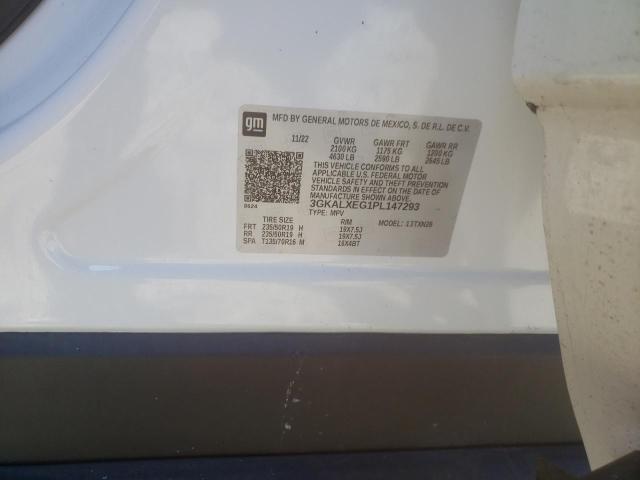 gm MFD BY GENERAL MOTORS DE MEXICO, S. DE R.L. DE C.V.
11/22 GVWR GAWR FRT GAWR RR
2100 KG 1175 KG 1200 KG
4630 LB 2590 LB 2645 LB
THIS VEHICLE CONFORMS TO ALL
APPLICABLE U.S. FEDERAL MOTOR
VEHICLE SAFETY AND THEFT PREVENTION
STANDARDS IN EFFECT ON THE DATE OF
MANUFACTURE SHOWN ABOVE.
8624 3GKALXEG1PL147293
TYPE: MPV MODEL: 13TXN26
TIRE SIZE RIM
FRT 235/50R19 H 19X7.5J
RR 235/50R19 H 19X7.5J
SPA T135/70R16 M 16X4BT